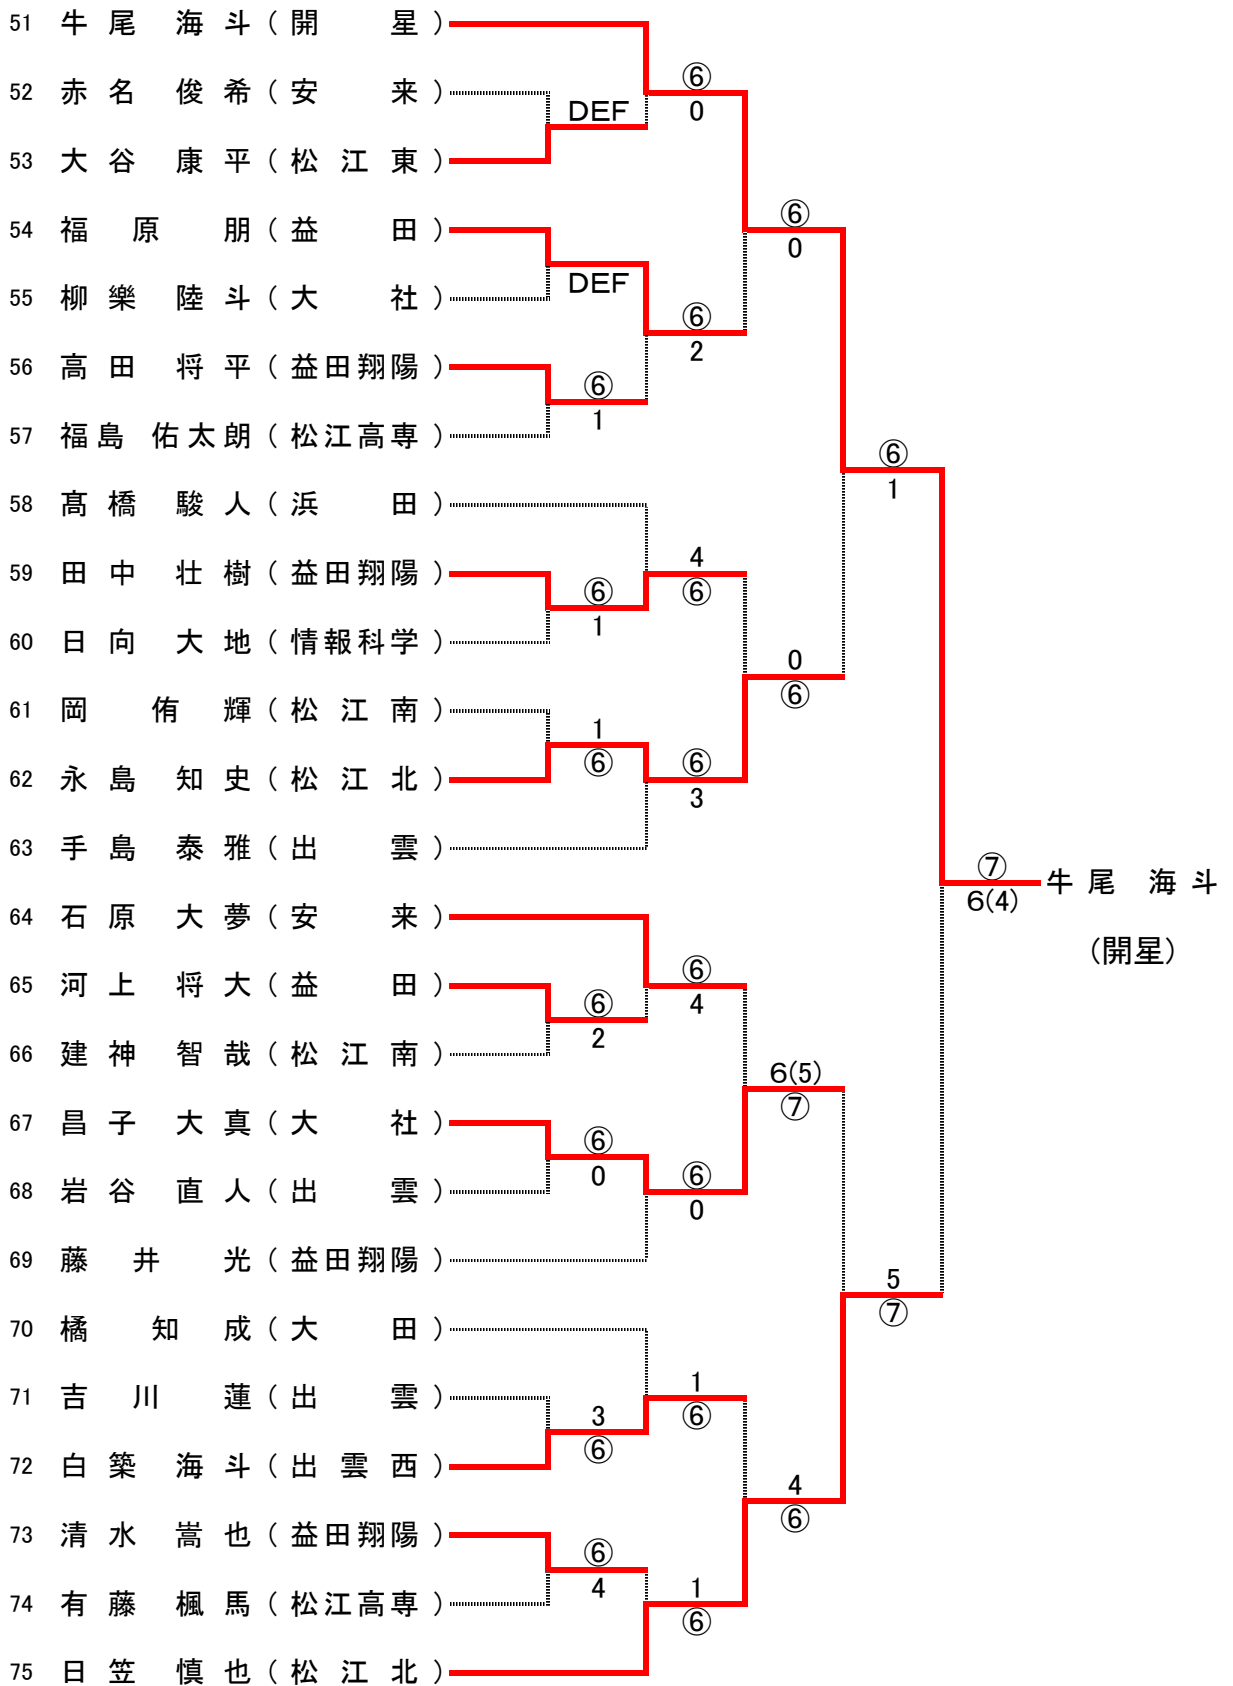 51 牛尾 海斗(開 星)
⑥
52 赤名 俊希(安 来)
DEF
0
53 大谷 康平(松江東)
⑥
54 福原 朋(益 田)
0
DEF
55 柳樂 陸斗(大 社)
⑥
2
56 高田 将平(益田翔陽)
⑥
1
57 福島 佑太朗(松江高専)
⑥
1
58 髙橋 駿人(浜 田)
4
59 田中 壮樹(益田翔陽)
⑥
⑥
1
60 日向 大地(情報科学)
0
⑥
61 岡 侑輝(松江南)
1
⑥
⑥
62 永島 知史(松江北)
3
63 手島 泰雅(出 雲)
⑦
牛尾 海斗
6(4)
64 石原 大夢(安 来)
(開星)
⑥
65 河上 将大(益 田)
⑥
4
2
66 建神 智哉(松江南)
6(5)
⑦
67 昌子 大真(大 社)
⑥
0
⑥
68 岩谷 直人(出 雲)
0
69 藤井 光(益田翔陽)
5
⑦
70 橘 知成(大 田)
1
71 吉川 蓮(出 雲)
3
⑥
⑥
72 白築 海斗(出雲西)
4
⑥
73 清水 嵩也(益田翔陽)
⑥
4
1
74 有藤 楓馬(松江高専)
⑥
75 日笠 慎也(松江北)